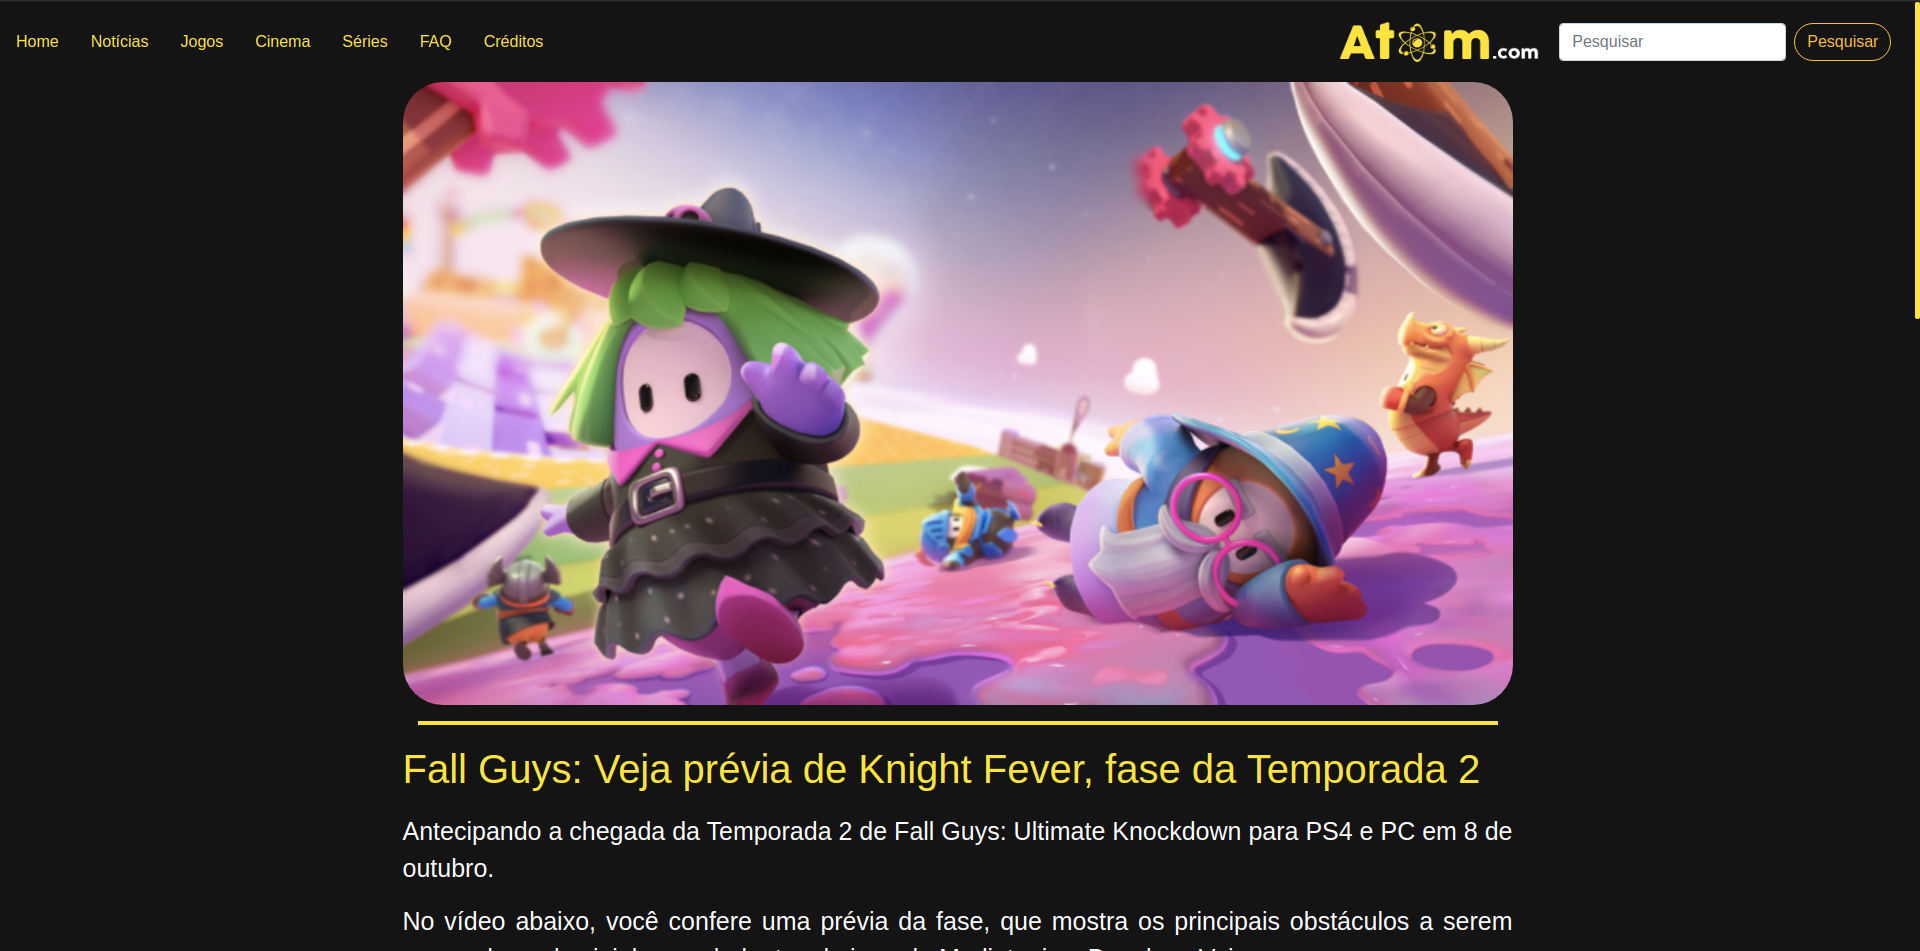 Home Notícias Jogos Cinema Séries FAQ Créditos Atom.com Pesquisar Pesquisar
Fall Guys: Veja prévia de Knight Fever, fase da Temporada 2
Antecipando a chegada da Temporada 2 de Fall Guys: Ultimate Knockdown para PS4 e PC em 8 de
outubro.
No vídeo abaixo, você confere uma prévia da fase, que mostra os principais obstáculos a serem